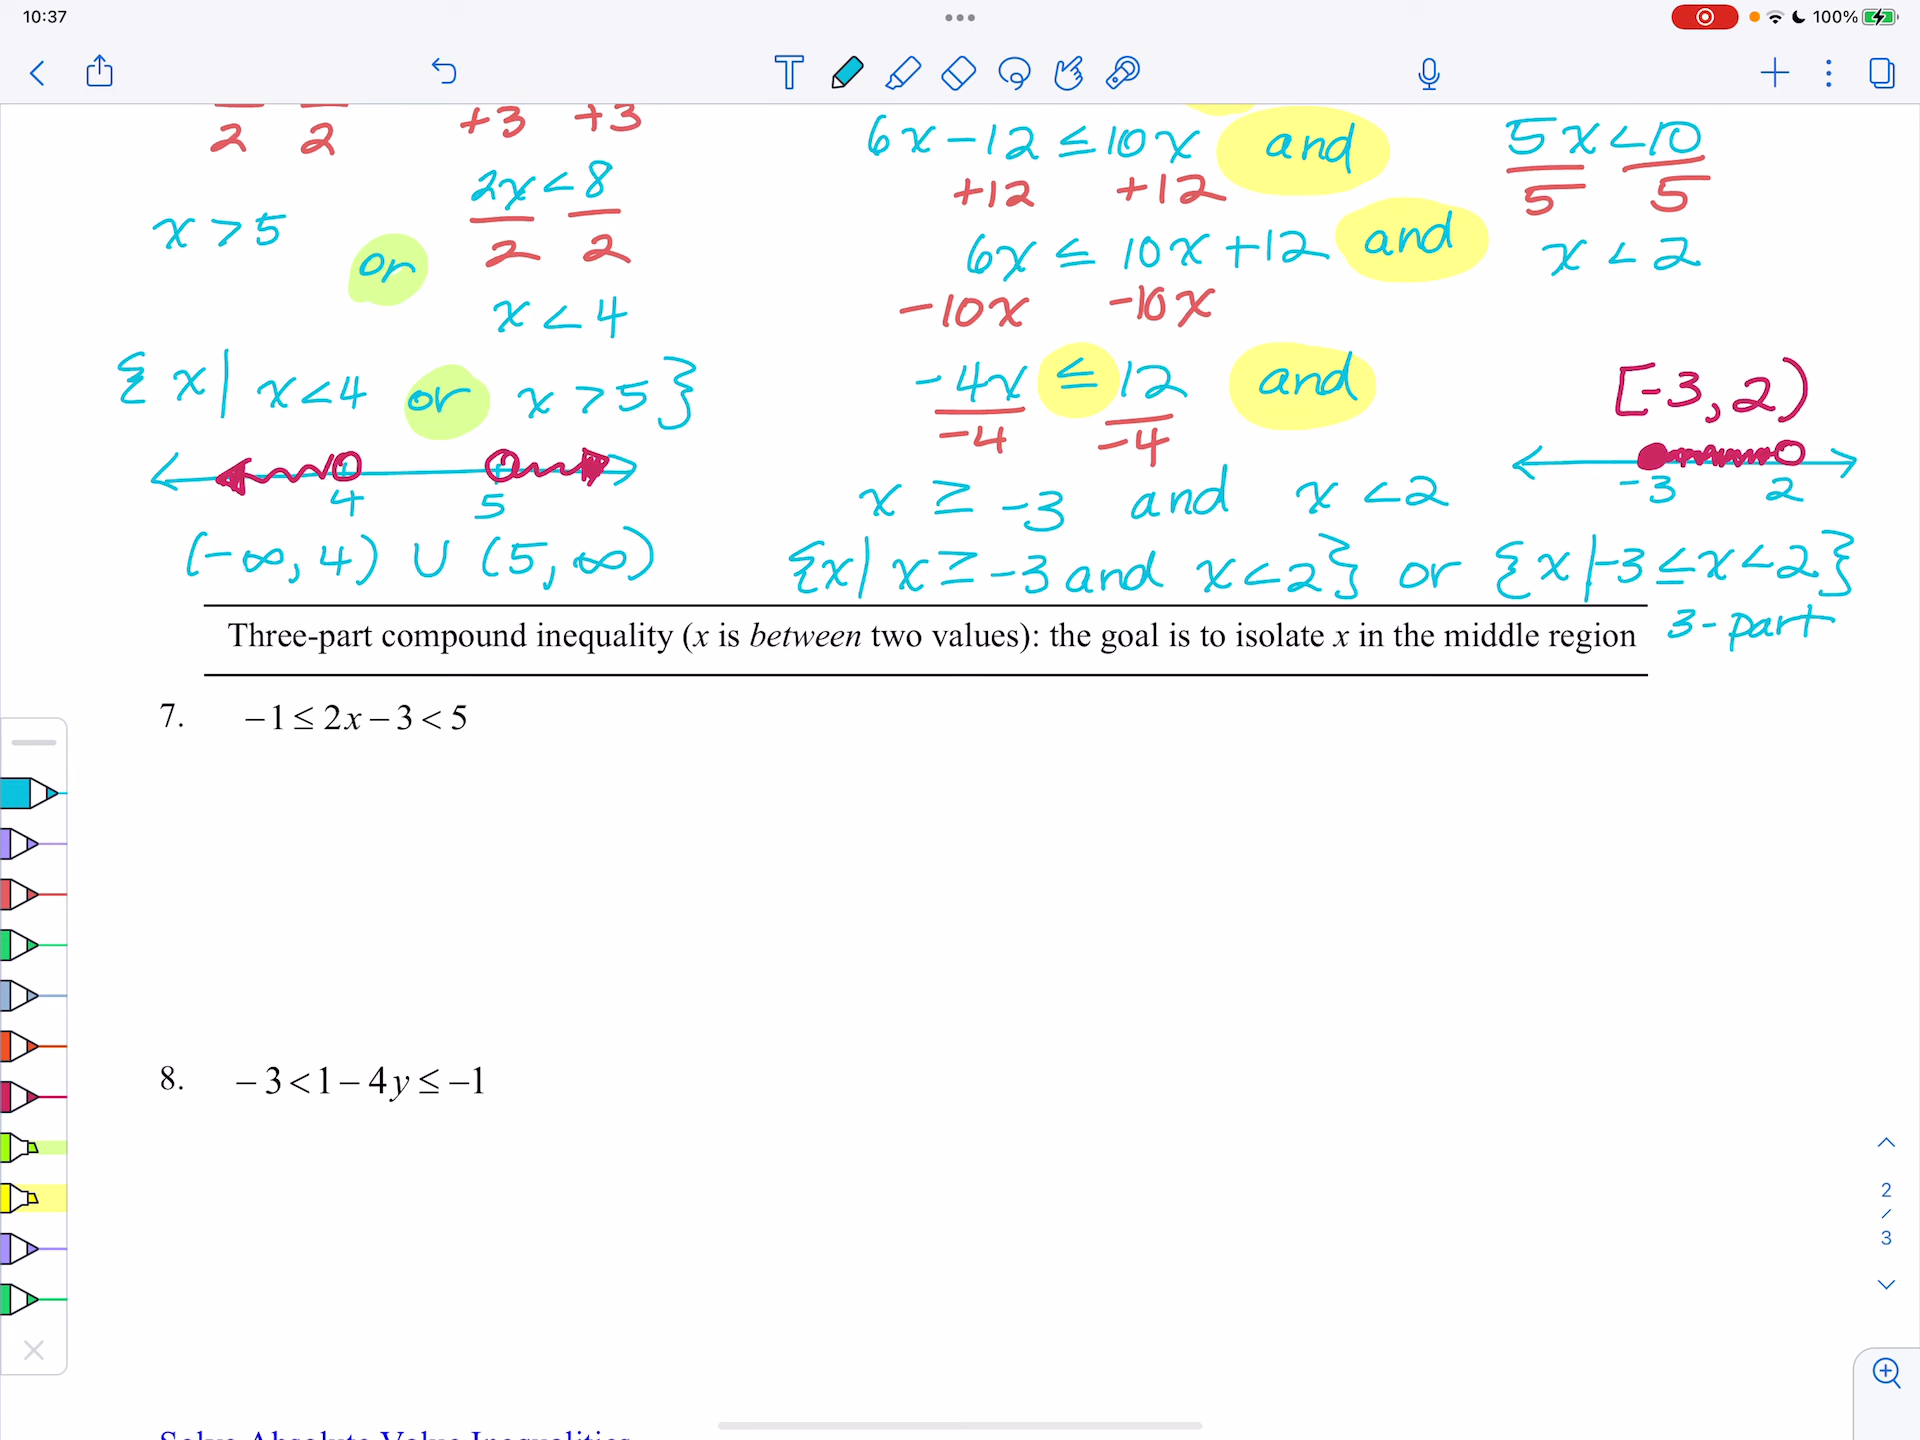 10:37
100%
2 2 +3 +3
2x < 8
2 2
x > 5 or
x < 4
{x| x < 4 or x > 5}
4 5
(-∞, 4) ∪ (5, ∞)
6x - 12 ≤ 10x and 5x < 10
+12 +12 5 5
6x ≤ 10x + 12 and x < 2
-10x -10x
-4x ≤ 12 and
-4 -4
[-3, 2)
-3 2
x ≥ -3 and x < 2
{x| x ≥ -3 and x < 2} or {x|-3 ≤ x < 2}
3-part
Three-part compound inequality (x is between two values): the goal is to isolate x in the middle region
7. −1 ≤ 2x − 3 < 5
8. −3 < 1 − 4y ≤ −1
2
/
3
Solve Absolute Value Inequalities